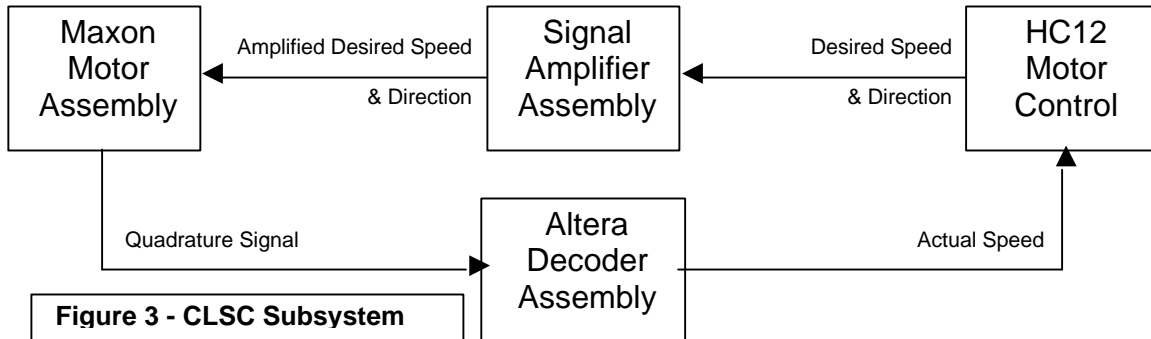 Maxon
Motor
Assembly
Amplified Desired Speed
& Direction
Signal
Amplifier
Assembly
Desired Speed
& Direction
HC12
Motor
Control
Quadrature Signal
Altera
Decoder
Assembly
Actual Speed
Figure 3 - CLSC Subsystem